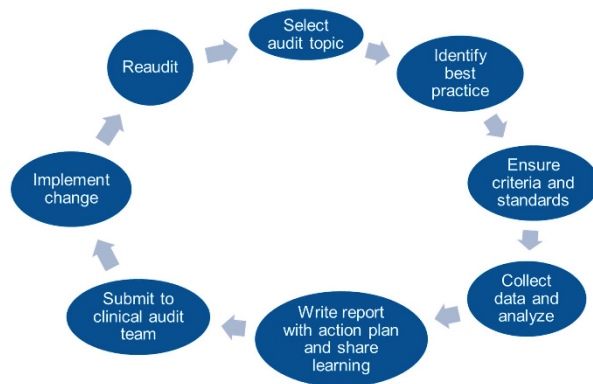 Select
audit topic
Identify
best
practice
Ensure
criteria and
standards
Collect
data and
analyze
Write report
with action plan
and share
learning
Submit to
clinical audit
team
Implement
change
Reaudit